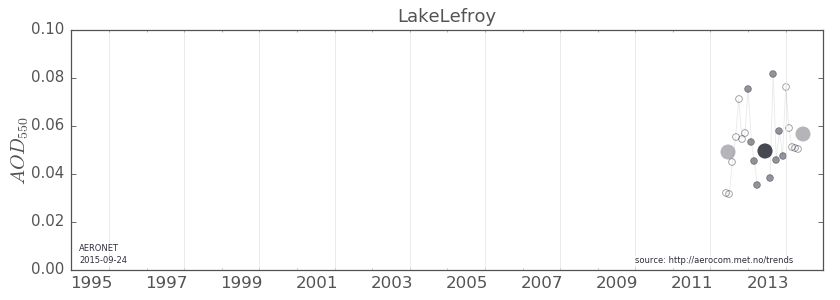 LakeLefroy
0.10
0.08
0.06
0.04
0.02
0.00
AOD550
AERONET
2015-09-24
source: http://aerocom.met.no/trends
1995 1997 1999 2001 2003 2005 2007 2009 2011 2013